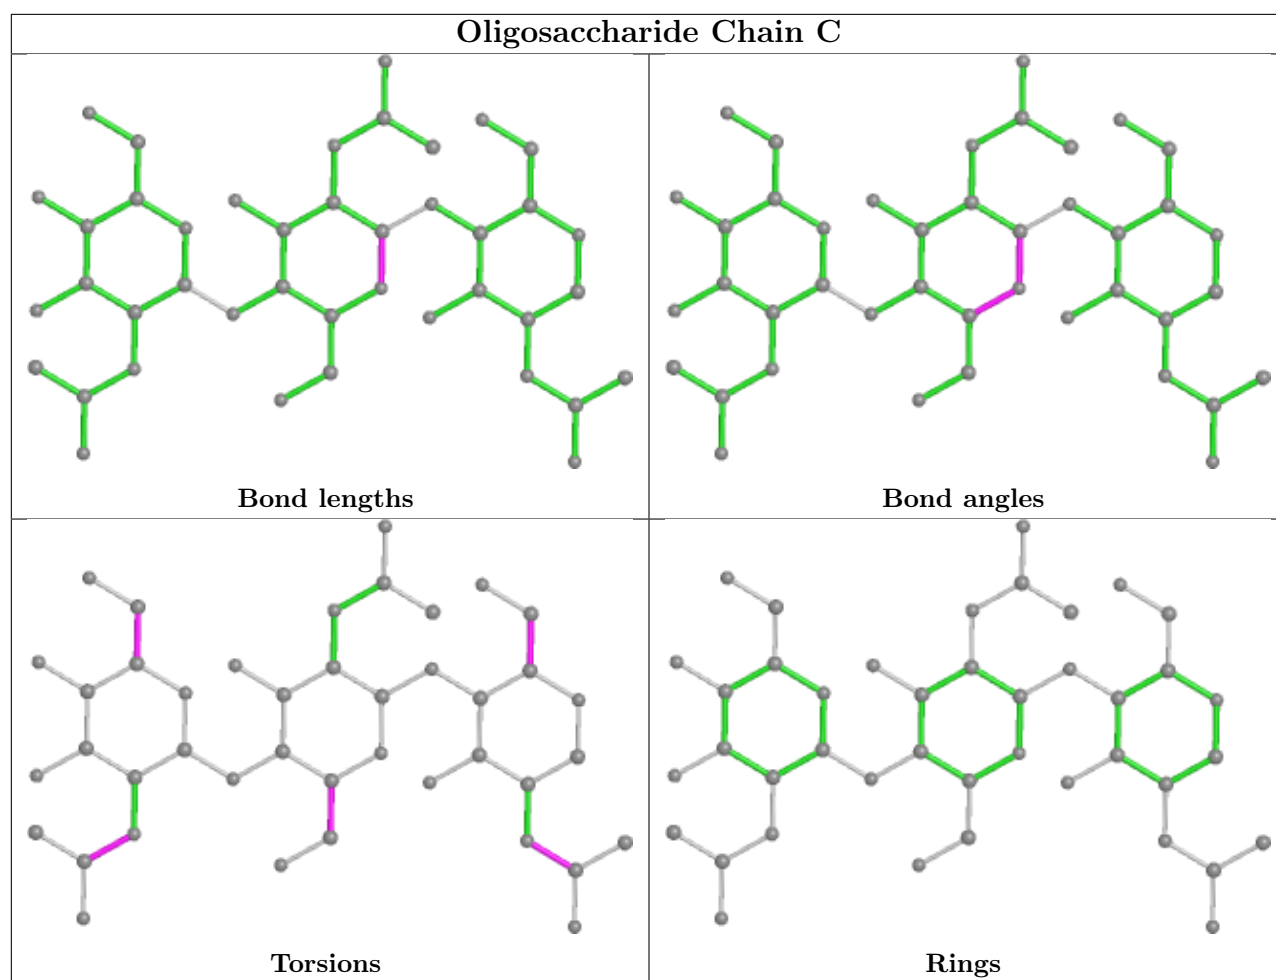 Oligosaccharide Chain C
Bond lengths
Bond angles
Torsions
Rings